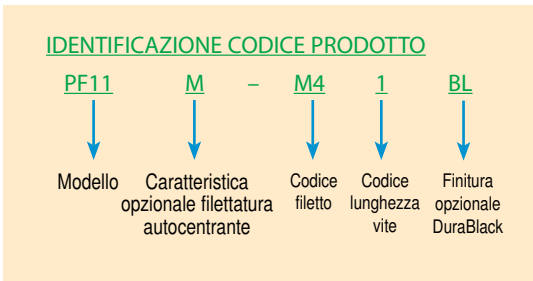 IDENTIFICAZIONE CODICE PRODOTTO
PF11 M – M4 1 BL
Modello
Caratteristica
opzionale filettatura
autocentrante
Codice
filetto
Codice
lunghezza
vite
Finitura
opzionale
DuraBlack